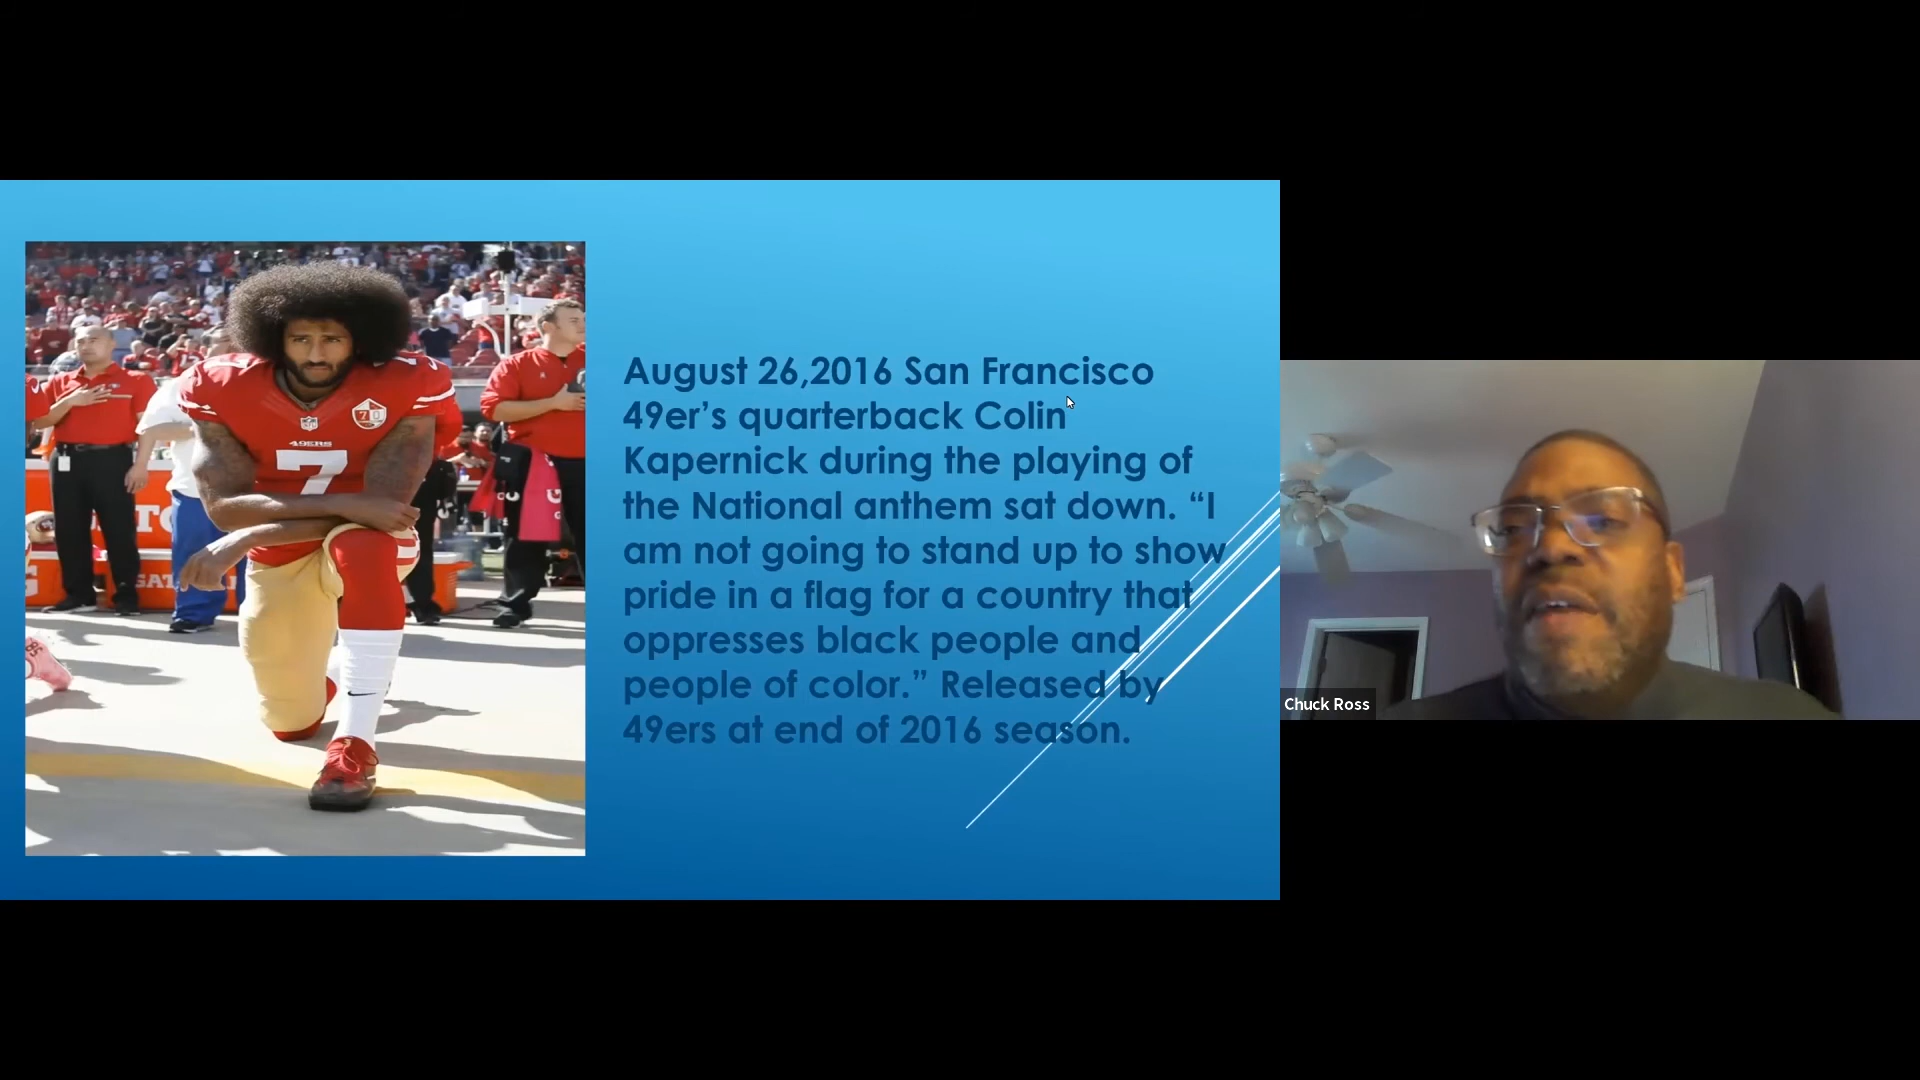 August 26,2016 San Francisco
49er’s quarterback Colin
Kapernick during the playing of
the National anthem sat down. “I
am not going to stand up to show
pride in a flag for a country that
oppresses black people and
people of color.” Released by
49ers at end of 2016 season.
70
NFL
49ERS
7
GAT
Chuck Ross